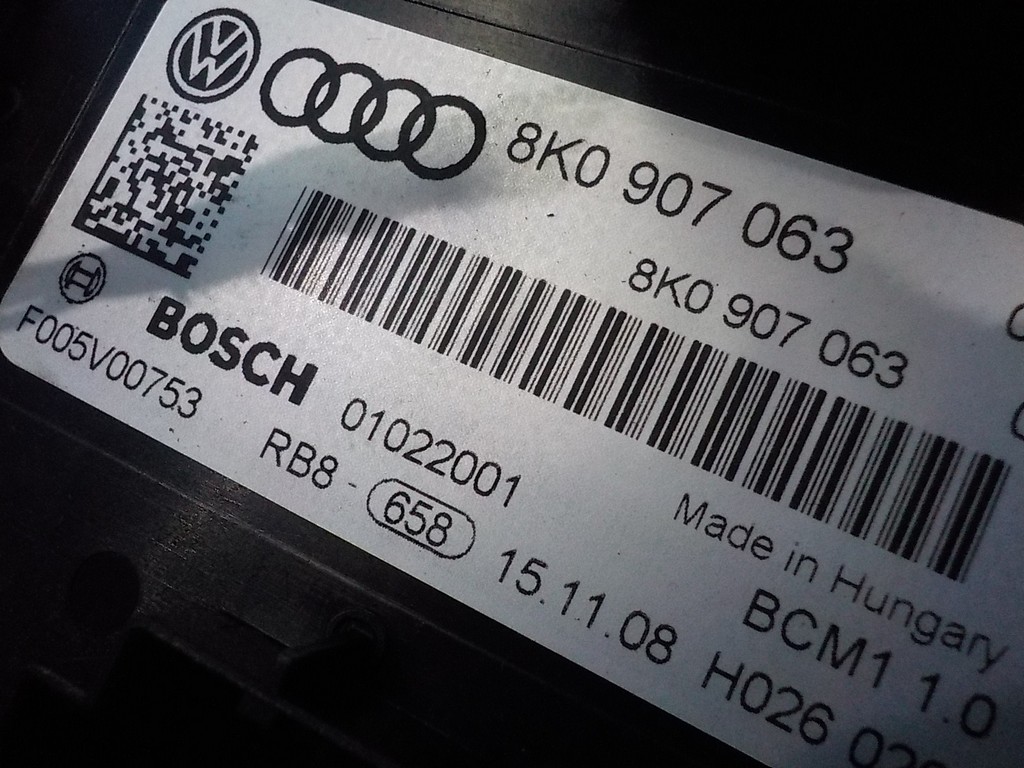 8K0 907 063
8K0 907 063
BOSCH
F005V00753
01022001
RB8 - 658
15.11.08
Made in Hungary
BCM1 1.0
H026